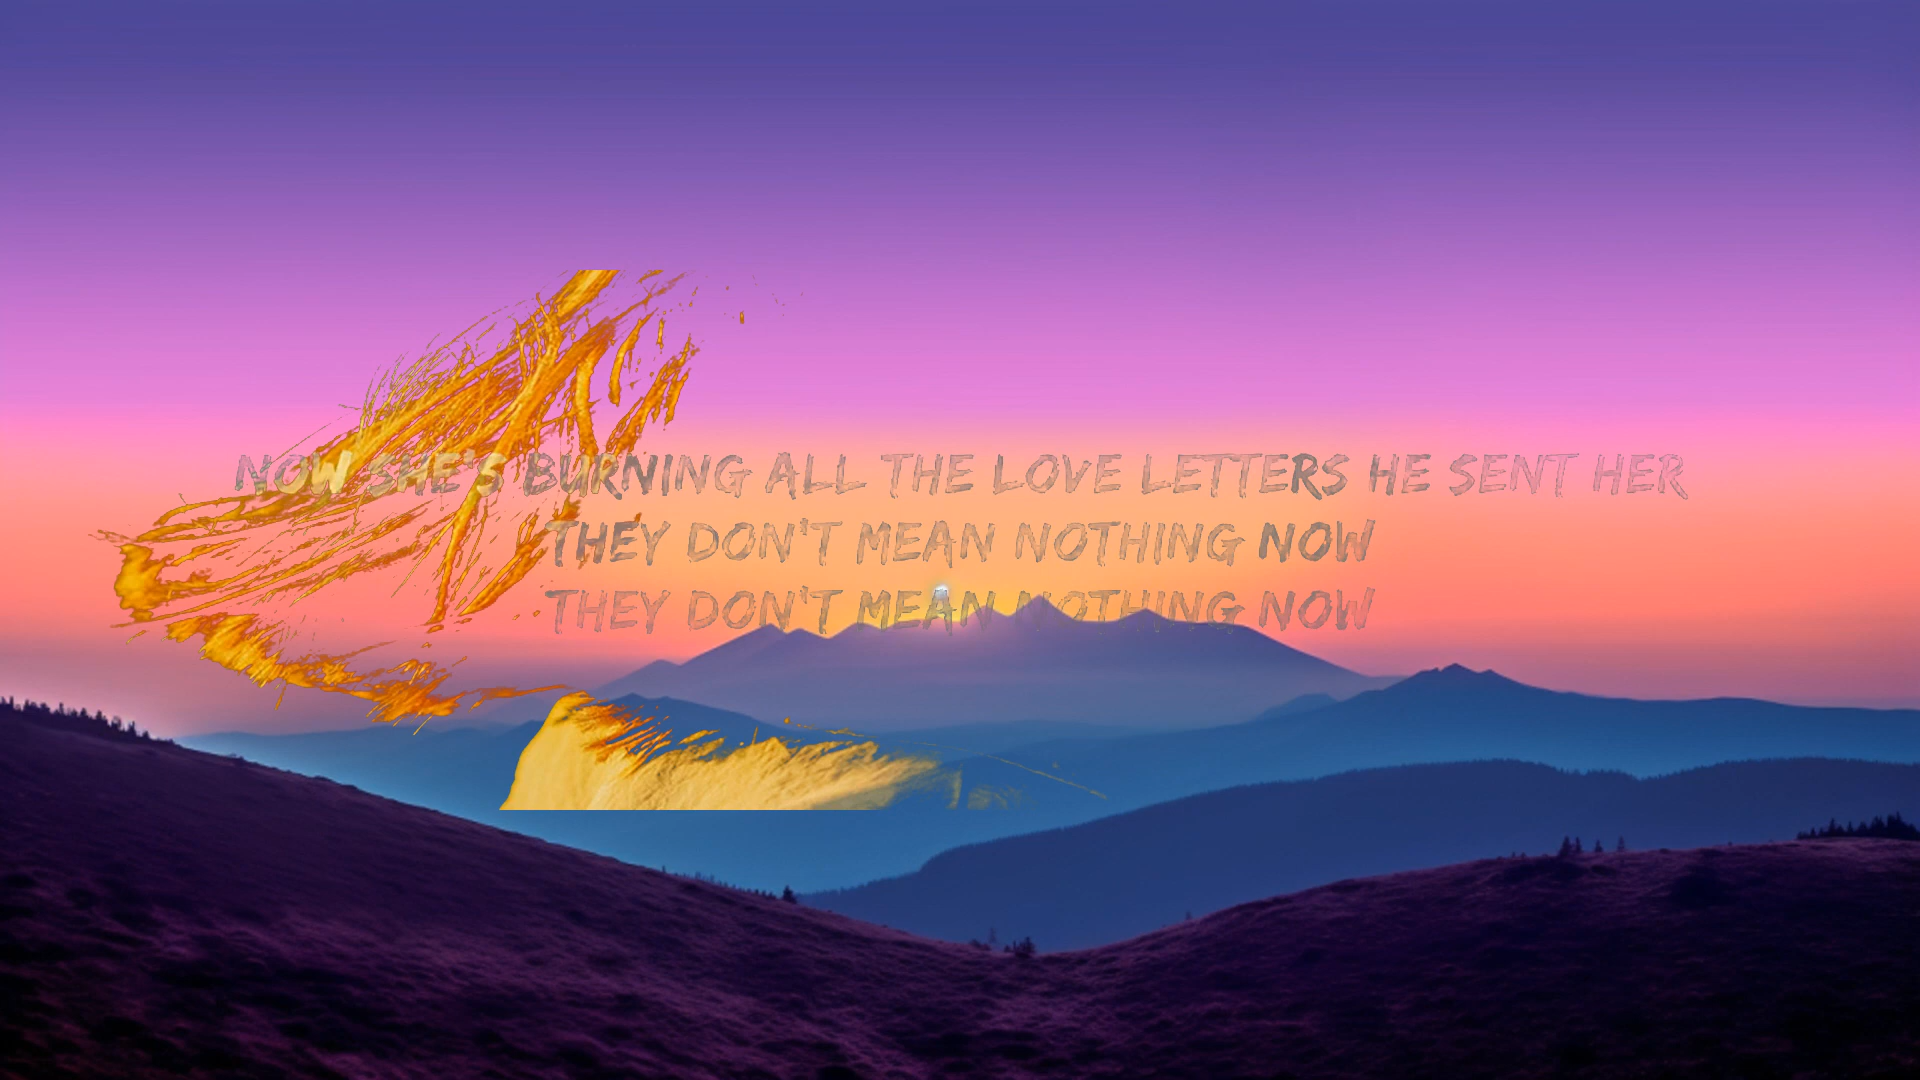 NOW SHE'S BURNING ALL THE LOVE LETTERS HE SENT HER
THEY DON'T MEAN NOTHING NOW
THEY DON'T MEAN NOTHING NOW